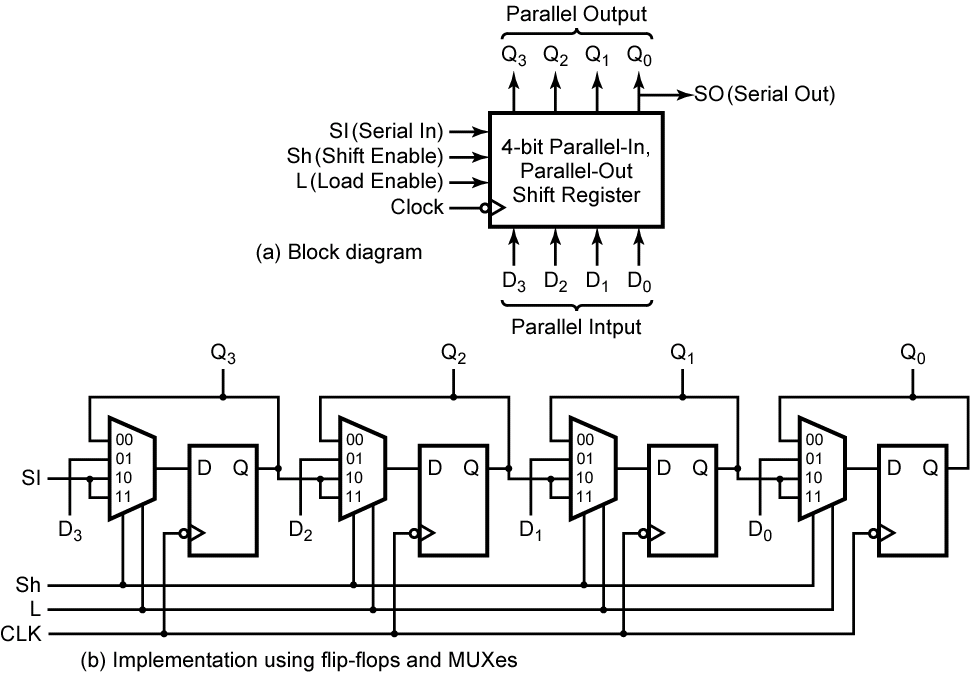 Parallel Output
Q3 Q2 Q1 Q0
SO (Serial Out)
SI (Serial In)
Sh (Shift Enable)
L (Load Enable)
Clock
4-bit Parallel-In,
Parallel-Out
Shift Register
(a) Block diagram
D3 D2 D1 D0
Parallel Intput
Q3 Q2 Q1 Q0
00 00 00 00
01 01 01 01
D Q D Q D Q D Q
SI 10 10 10 10
11 11 11 11
D3 D2 D1 D0
Sh
L
CLK
(b) Implementation using flip-flops and MUXes